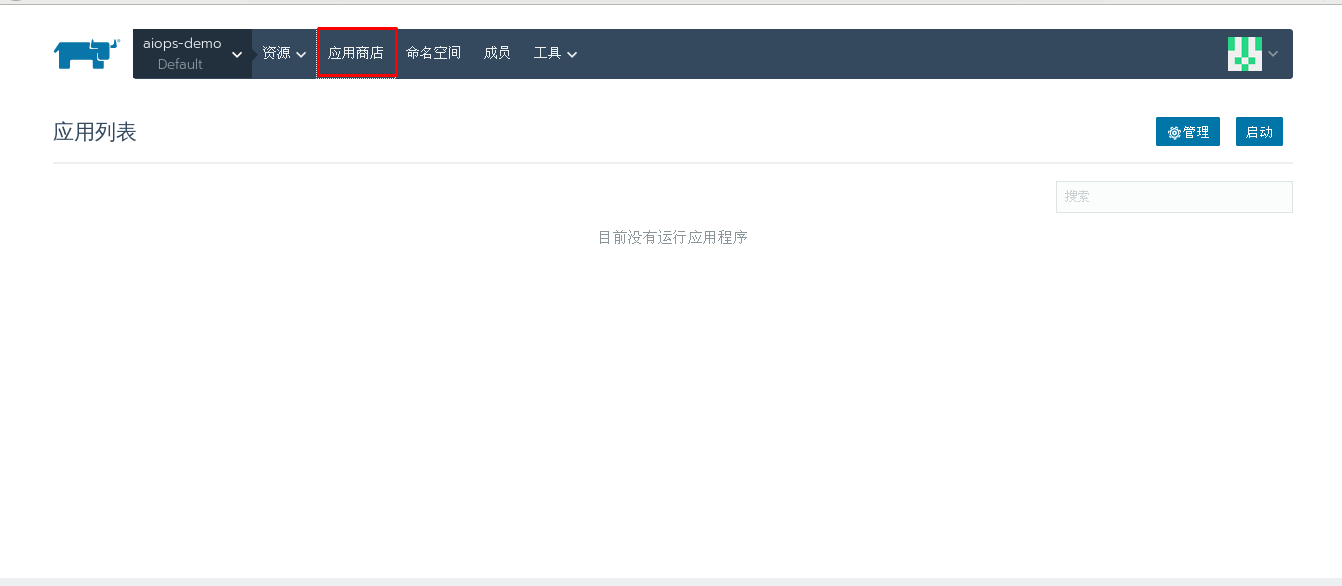 aiops-demo
Default
资源
应用商店
命名空间
成员
工具
应用列表
管理
启动
搜索
目前没有运行应用程序